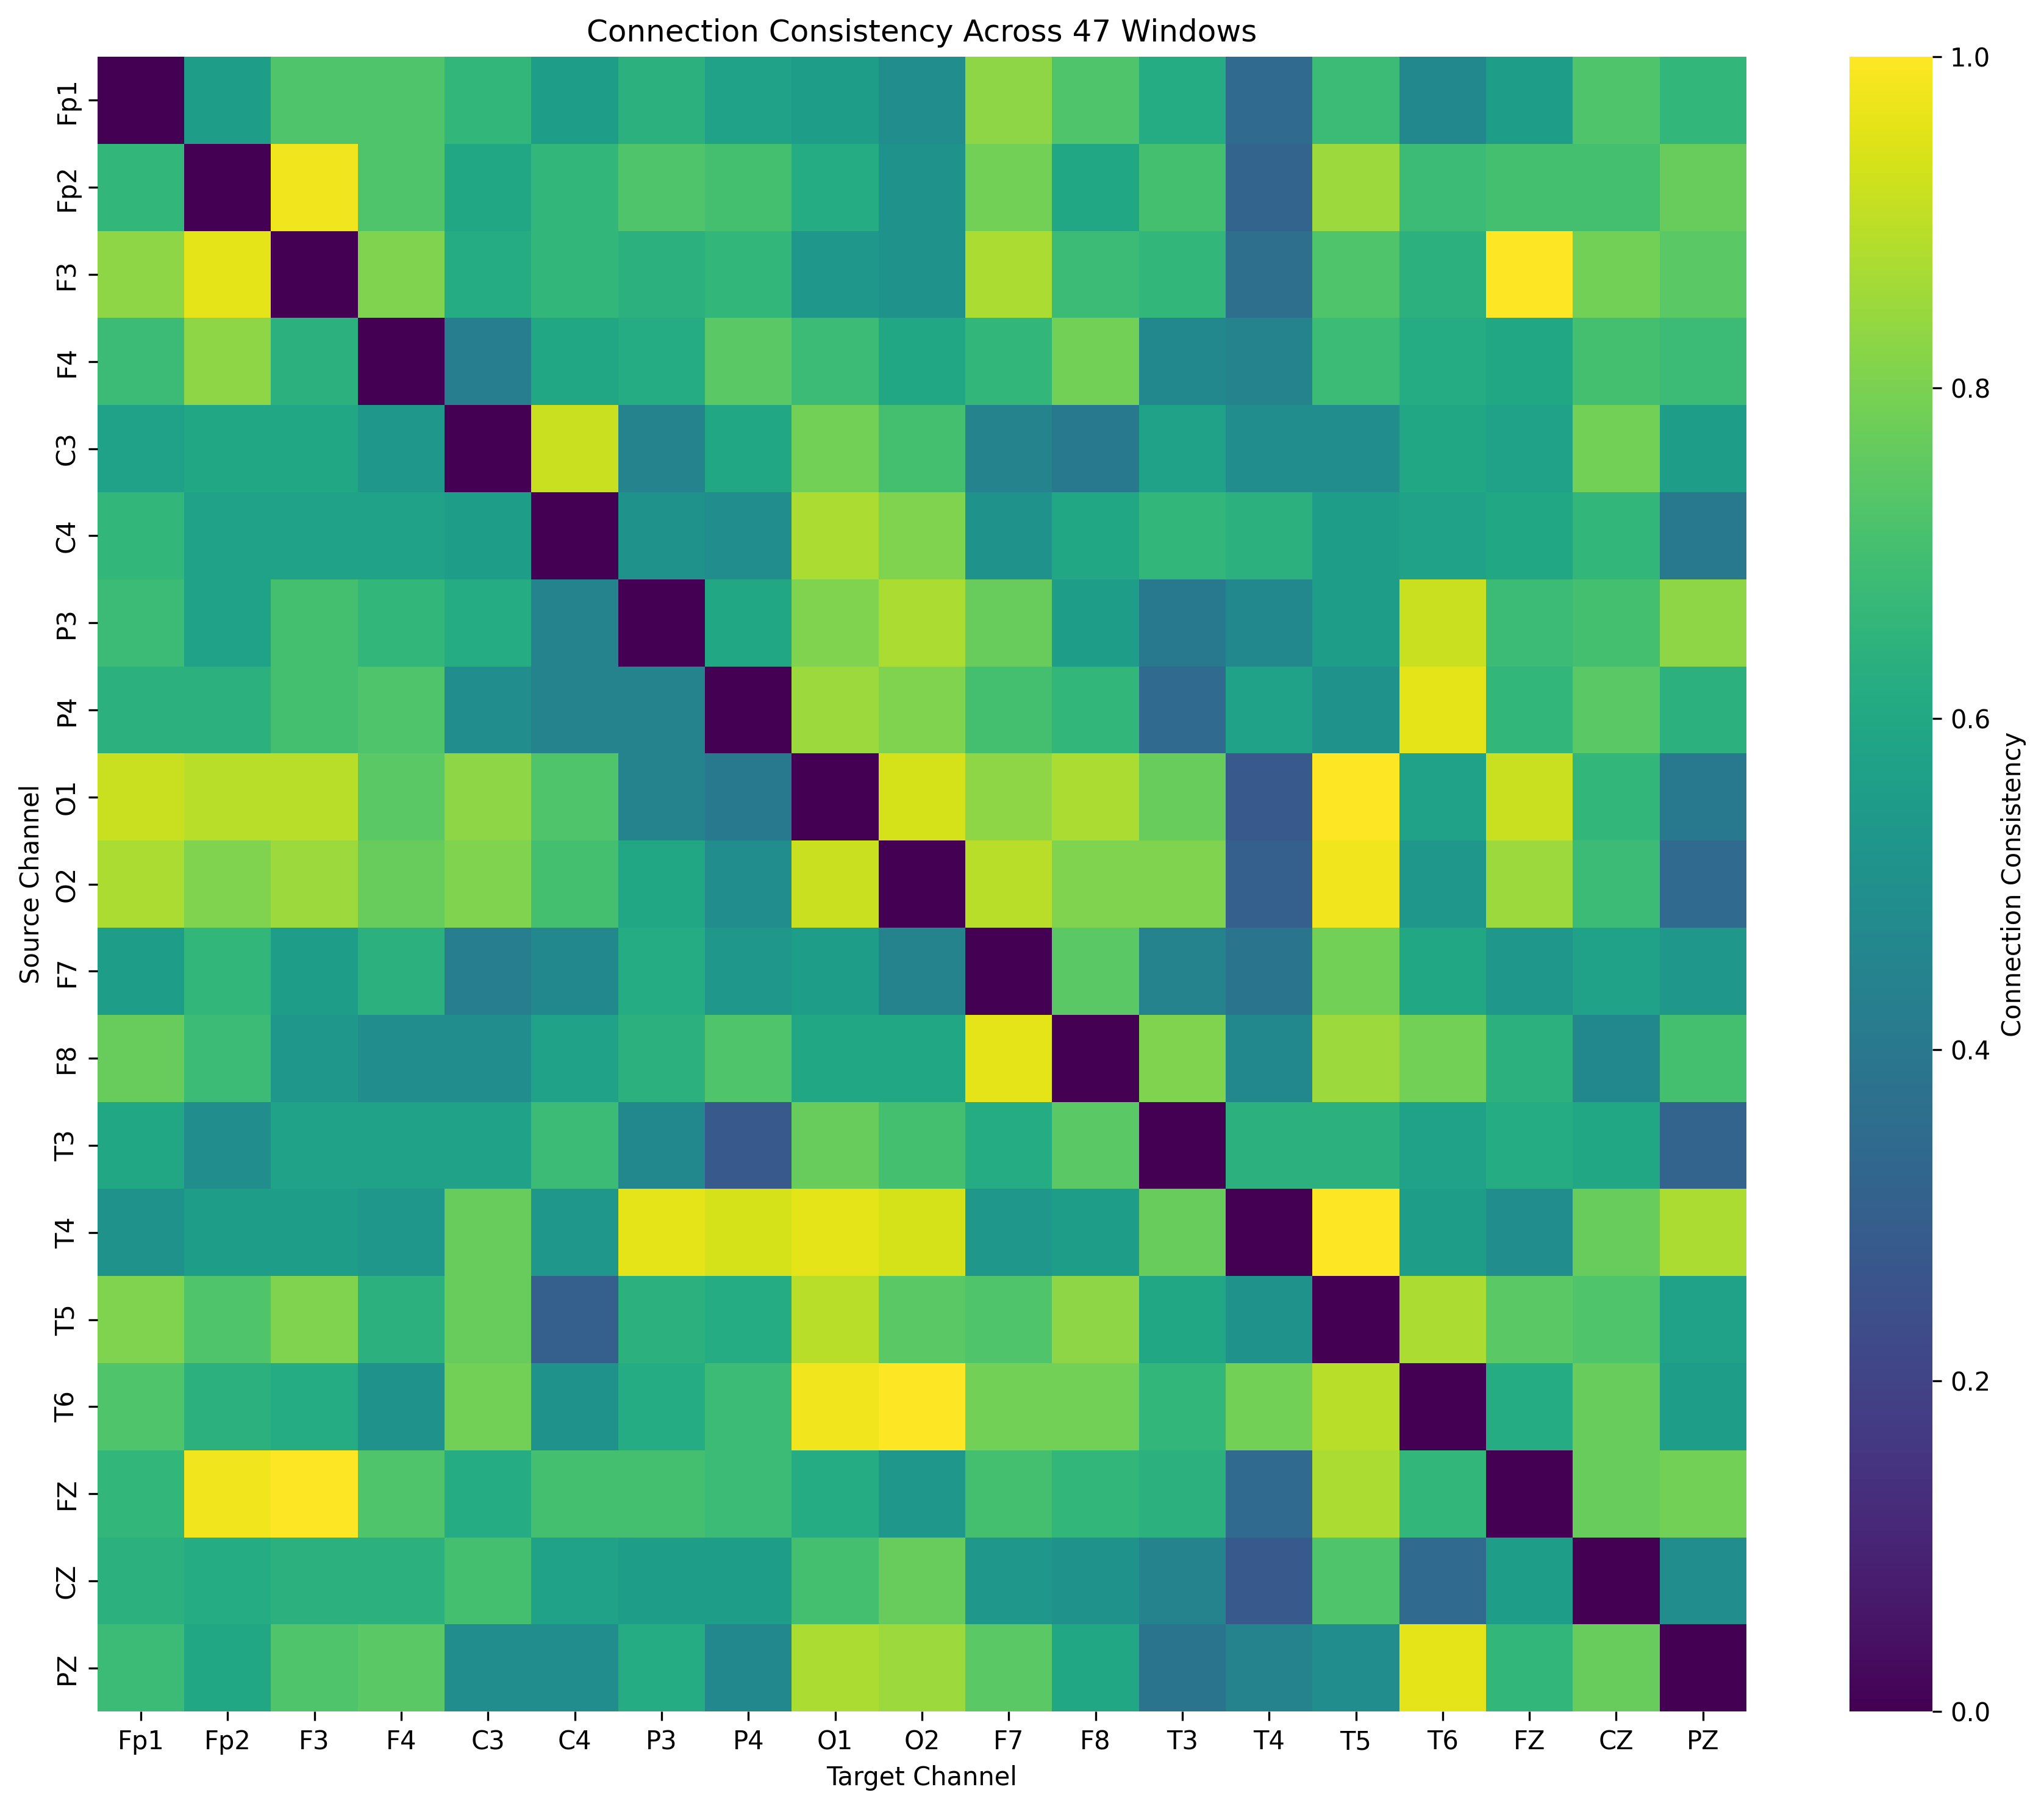 Connection Consistency Across 47 Windows
Fp1
Fp2
F3
F4
C3
C4
P3
P4
O1
O2
F7
F8
T3
T4
T5
T6
FZ
CZ
PZ
Source Channel
Fp1 Fp2 F3 F4 C3 C4 P3 P4 O1 O2 F7 F8 T3 T4 T5 T6 FZ CZ PZ
Target Channel
1.0
0.8
0.6
0.4
0.2
0.0
Connection Consistency